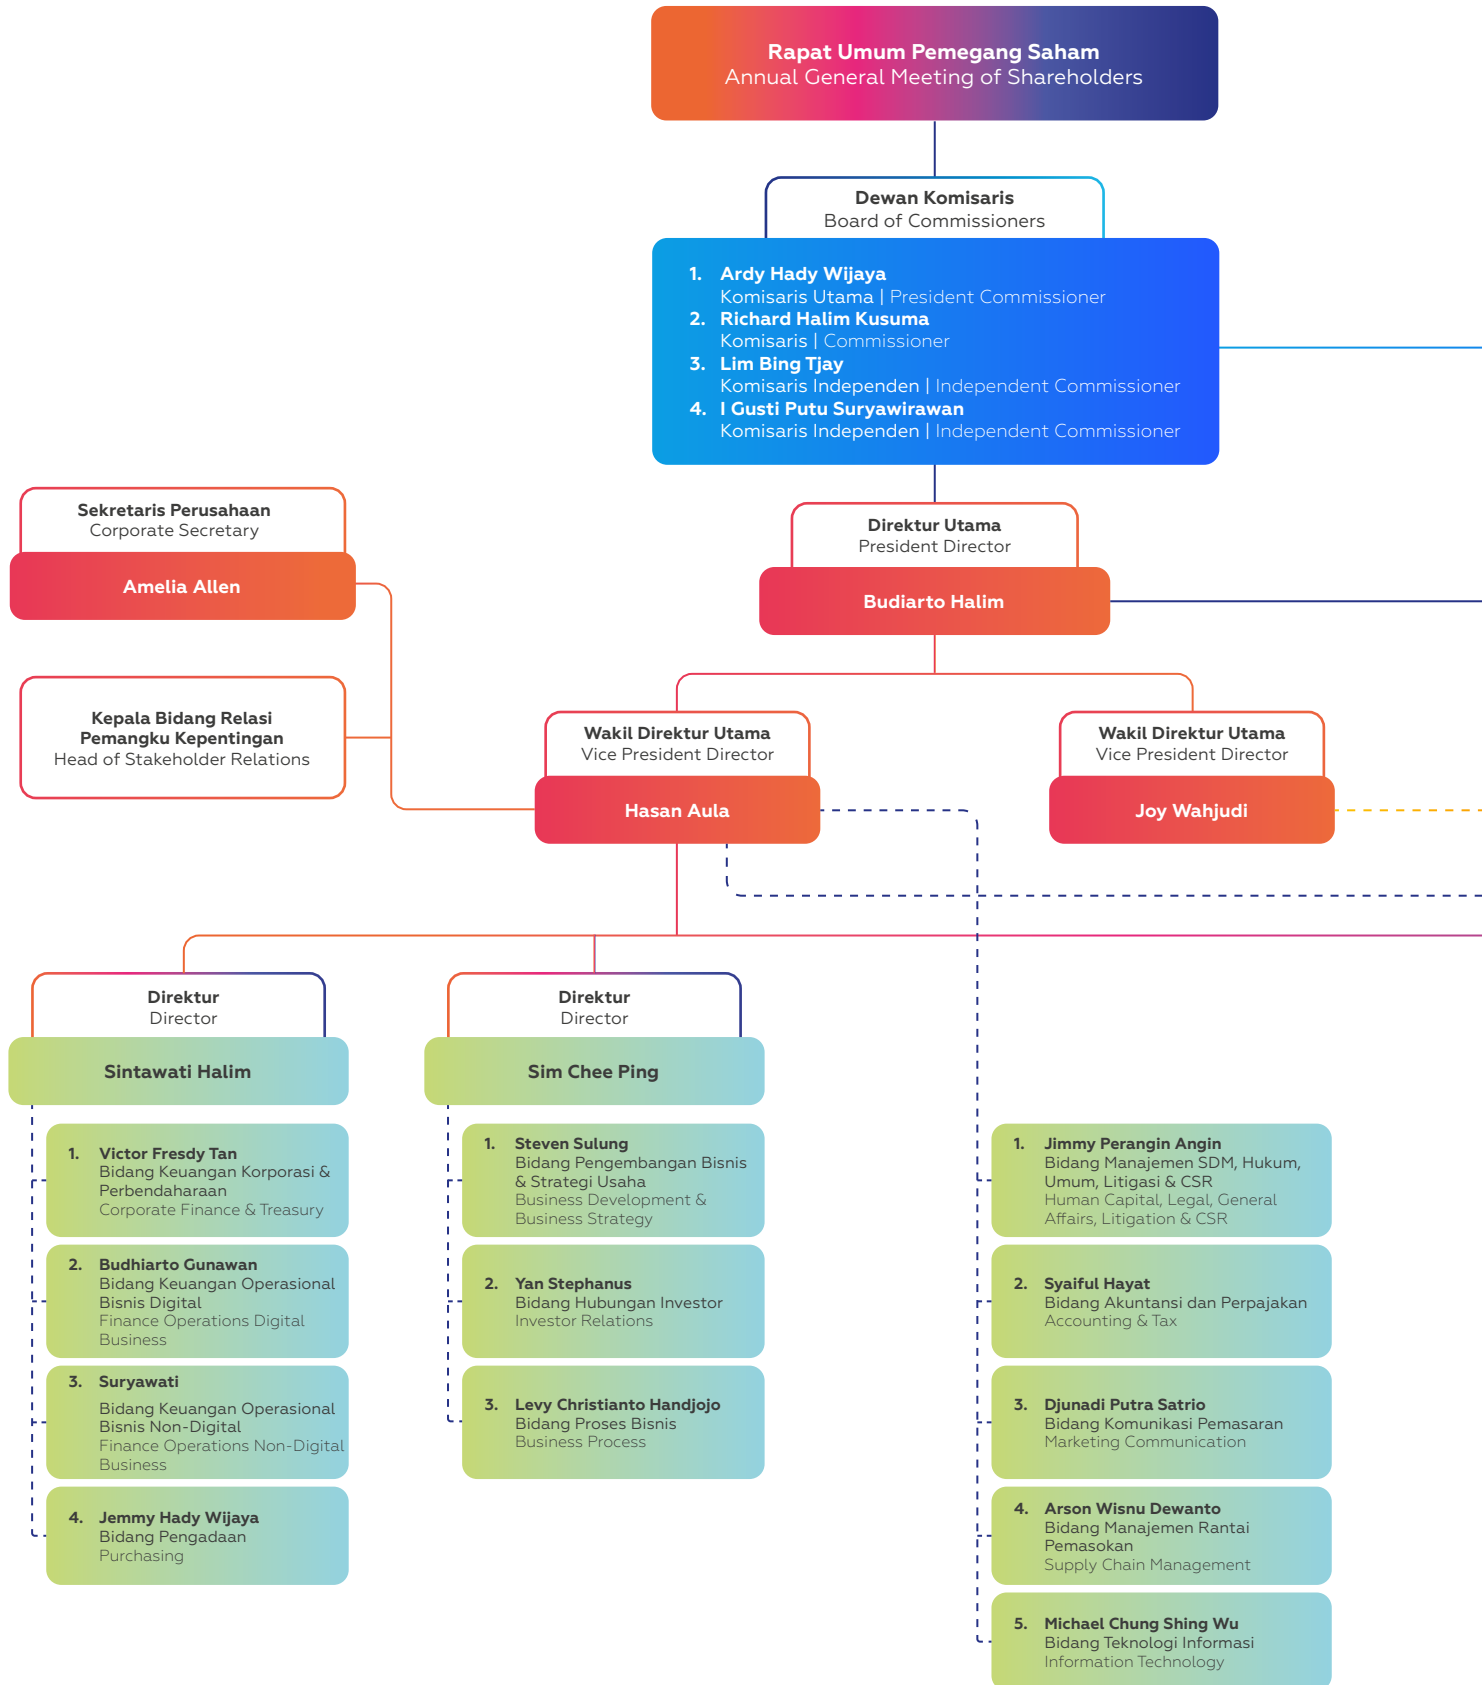 Rapat Umum Pemegang Saham
Annual General Meeting of Shareholders
Dewan Komisaris
Board of Commissioners
1. Ardy Hady Wijaya
Komisaris Utama | President Commissioner
2. Richard Halim Kusuma
Komisaris | Commissioner
3. Lim Bing Tjay
Komisaris Independen | Independent Commissioner
4. I Gusti Putu Suryawirawan
Komisaris Independen | Independent Commissioner
Sekretaris Perusahaan
Corporate Secretary
Amelia Allen
Direktur Utama
President Director
Budiarto Halim
Kepala Bidang Relasi
Pemangku Kepentingan
Head of Stakeholder Relations
Wakil Direktur Utama
Vice President Director
Hasan Aula
Wakil Direktur Utama
Vice President Director
Joy Wahjudi
Direktur
Director
Sintawati Halim
1. Victor Fresdy Tan
Bidang Keuangan Korporasi &
Perbendaharaan
Corporate Finance & Treasury
2. Budhiarto Gunawan
Bidang Keuangan Operasional
Bisnis Digital
Finance Operations Digital
Business
3. Suryawati
Bidang Keuangan Operasional
Bisnis Non-Digital
Finance Operations Non-Digital
Business
4. Jemmy Hady Wijaya
Bidang Pengadaan
Purchasing
Direktur
Director
Sim Chee Ping
1. Steven Sulung
Bidang Pengembangan Bisnis
& Strategi Usaha
Business Development &
Business Strategy
2. Yan Stephanus
Bidang Hubungan Investor
Investor Relations
3. Levy Christianto Handjojo
Bidang Proses Bisnis
Business Process
1. Jimmy Perangin Angin
Bidang Manajemen SDM, Hukum,
Umum, Litigasi & CSR
Human Capital, Legal, General
Affairs, Litigation & CSR
2. Syaiful Hayat
Bidang Akuntansi dan Perpajakan
Accounting & Tax
3. Djunadi Putra Satrio
Bidang Komunikasi Pemasaran
Marketing Communication
4. Arson Wisnu Dewanto
Bidang Manajemen Rantai
Pemasokan
Supply Chain Management
5. Michael Chung Shing Wu
Bidang Teknologi Informasi
Information Technology